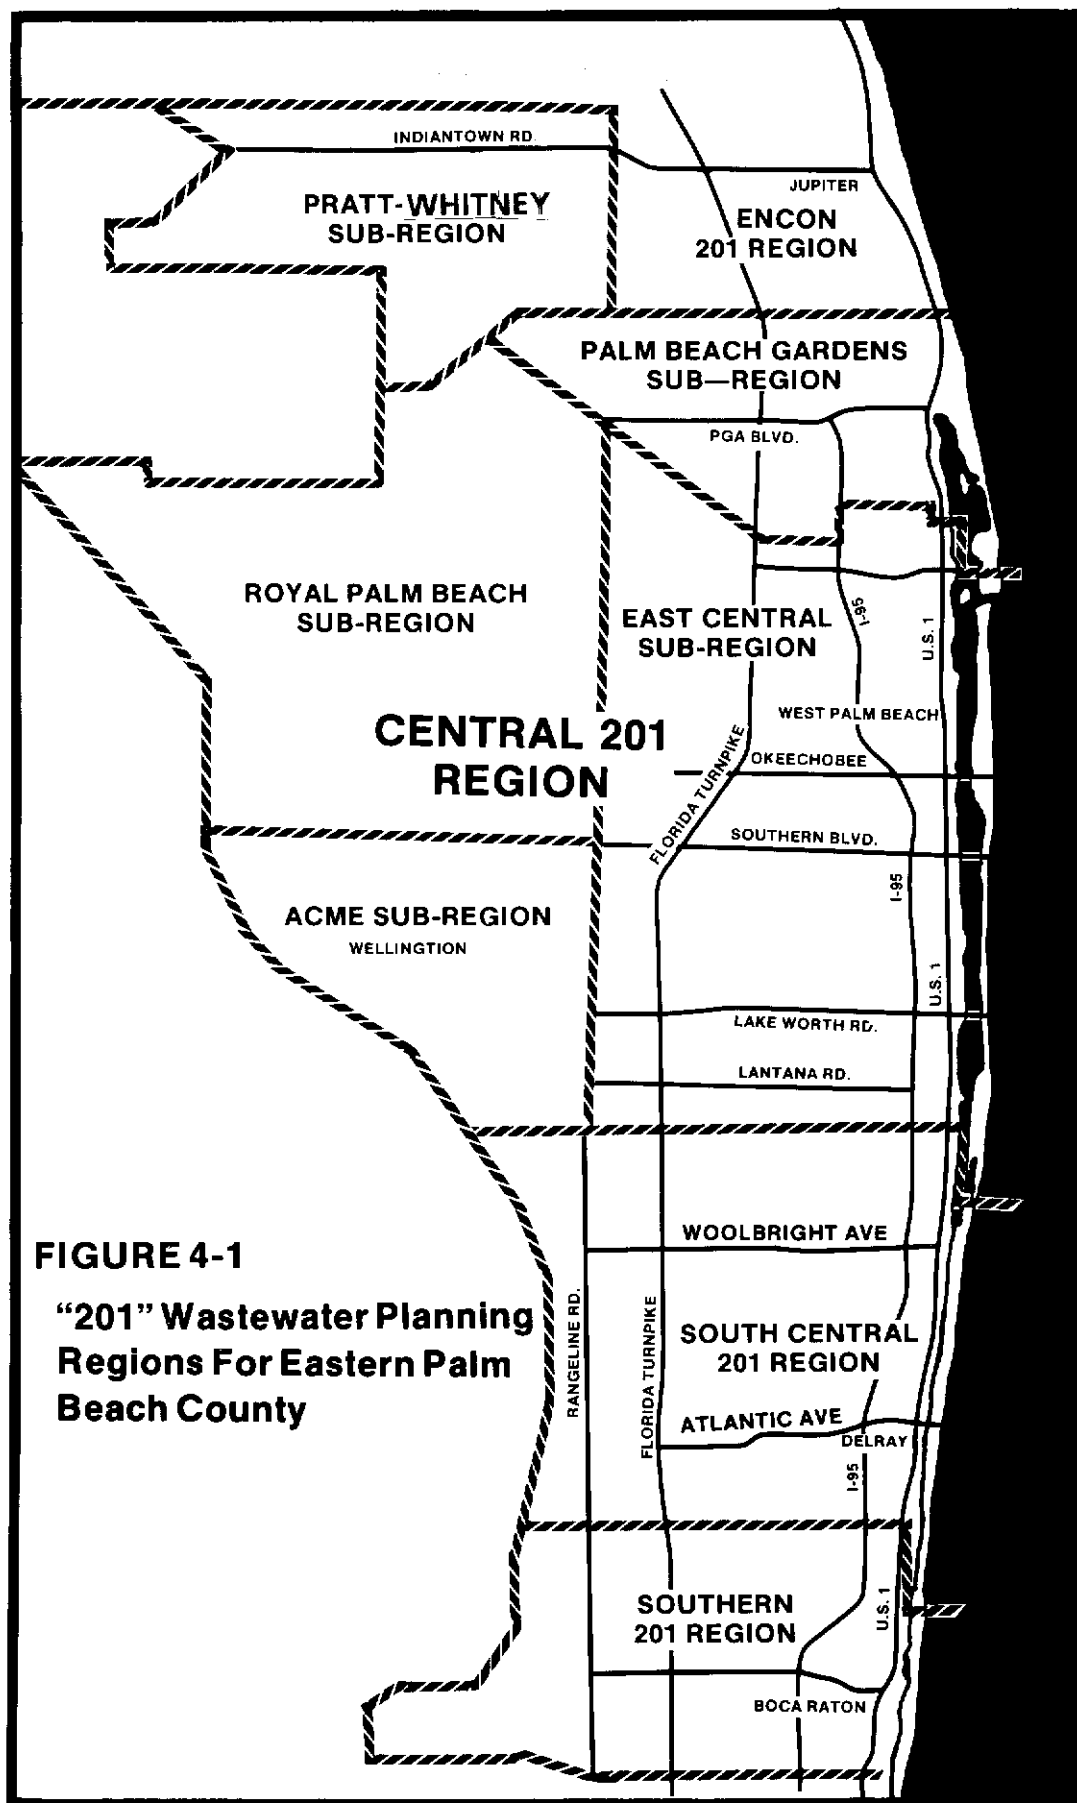 INDIANTOWN RD.
JUPITER
PRATT-WHITNEY
SUB-REGION
ENCON
201 REGION
PALM BEACH GARDENS
SUB—REGION
PGA BLVD.
ROYAL PALM BEACH
SUB-REGION
EAST CENTRAL
SUB-REGION
I-95
U.S. 1
CENTRAL 201
REGION
WEST PALM BEACH
FLORIDA TURNPIKE
OKEECHOBEE
SOUTHERN BLVD.
I-95
ACME SUB-REGION
WELLINGTION
U.S. 1
LAKE WORTH RD.
LANTANA RD.
WOOLBRIGHT AVE
FIGURE 4-1
“201” Wastewater Planning
Regions For Eastern Palm
Beach County
RANGELINE RD.
FLORIDA TURNPIKE
SOUTH CENTRAL
201 REGION
ATLANTIC AVE
DELRAY
I-95
SOUTHERN
201 REGION
U.S. 1
BOCA RATON